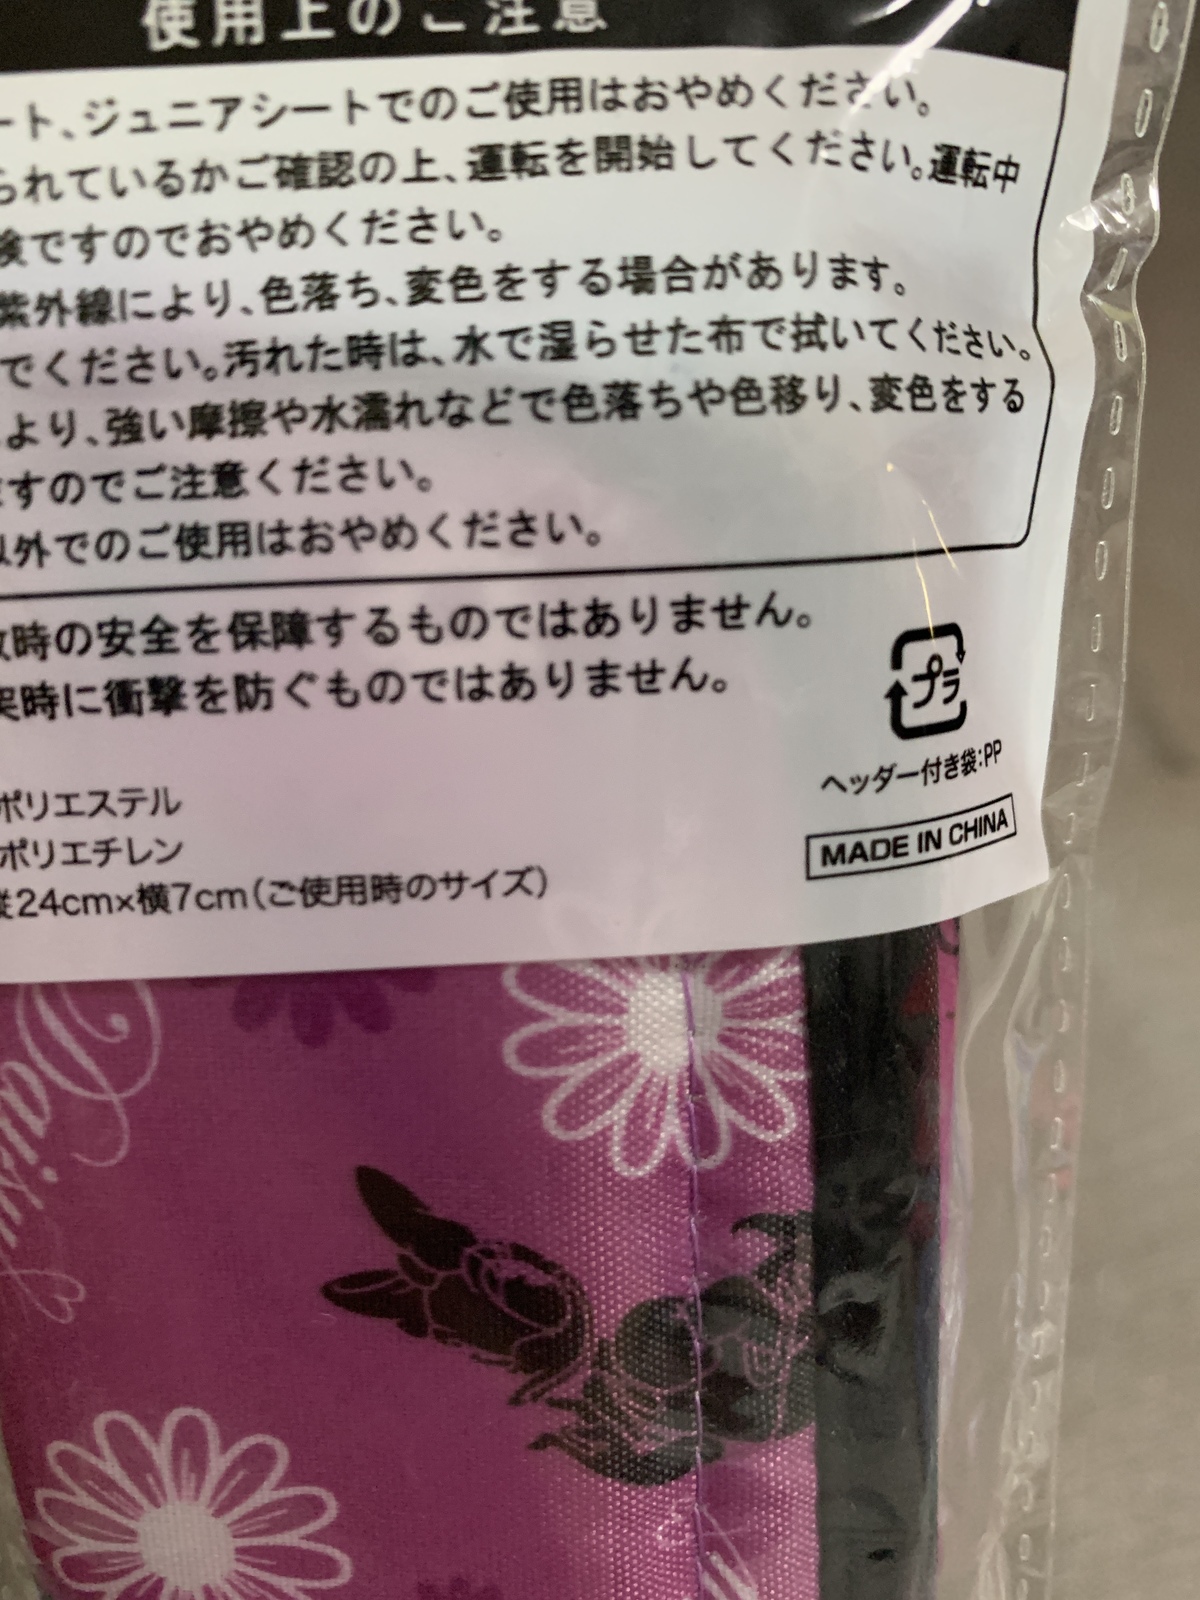 使用上のご注意
ート、ジュニアシートでのご使用はおやめください。
られているかご確認の上、運転を開始してください。運転中
険ですのでおやめください。
紫外線により、色落ち、変色をする場合があります。
でください。汚れた時は、水で湿らせた布で拭いてください。
より、強い摩擦や水濡れなどで色落ちや色移り、変色をする
ますのでご注意ください。
以外でのご使用はおやめください。
故時の安全を保障するものではありません。
突時に衝撃を防ぐものではありません。
プラ
ヘッダー付き袋:PP
MADE IN CHINA
ポリエステル
ポリエチレン
縦24cm×横7cm(ご使用時のサイズ)
Daisy